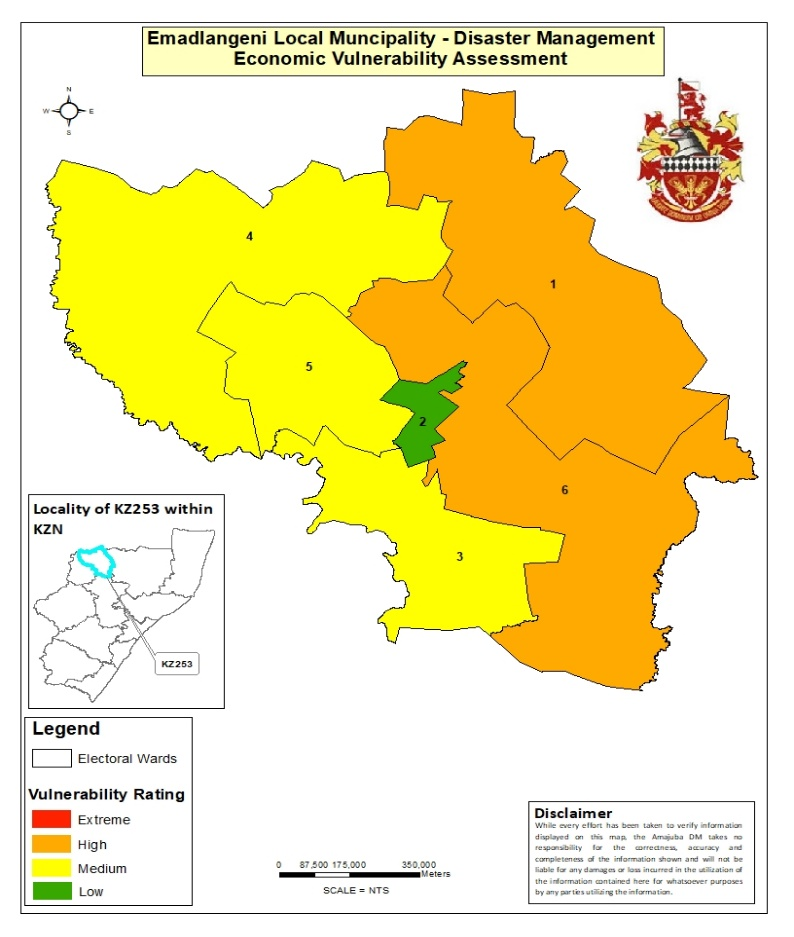 Emadlangeni Local Muncipality - Disaster Management
Economic Vulnerability Assessment
N
W E
S
4
1
5
2
6
3
Locality of KZ253 within
KZN
KZ253
Legend
Electoral Wards
Vulnerability Rating
Extreme
High
Medium
Low
0 87,500 175,000 350,000
Meters
SCALE = NTS
Disclaimer
While every effort has been taken to verify information
displayed on this map, the Amajuba DM takes no
responsibility for the correctness, accuracy and
completeness of the information shown and will not be
liable for any damages or loss incurred in the utilization of
the information contained here for whatsoever purposes
by any parties utilizing the information.